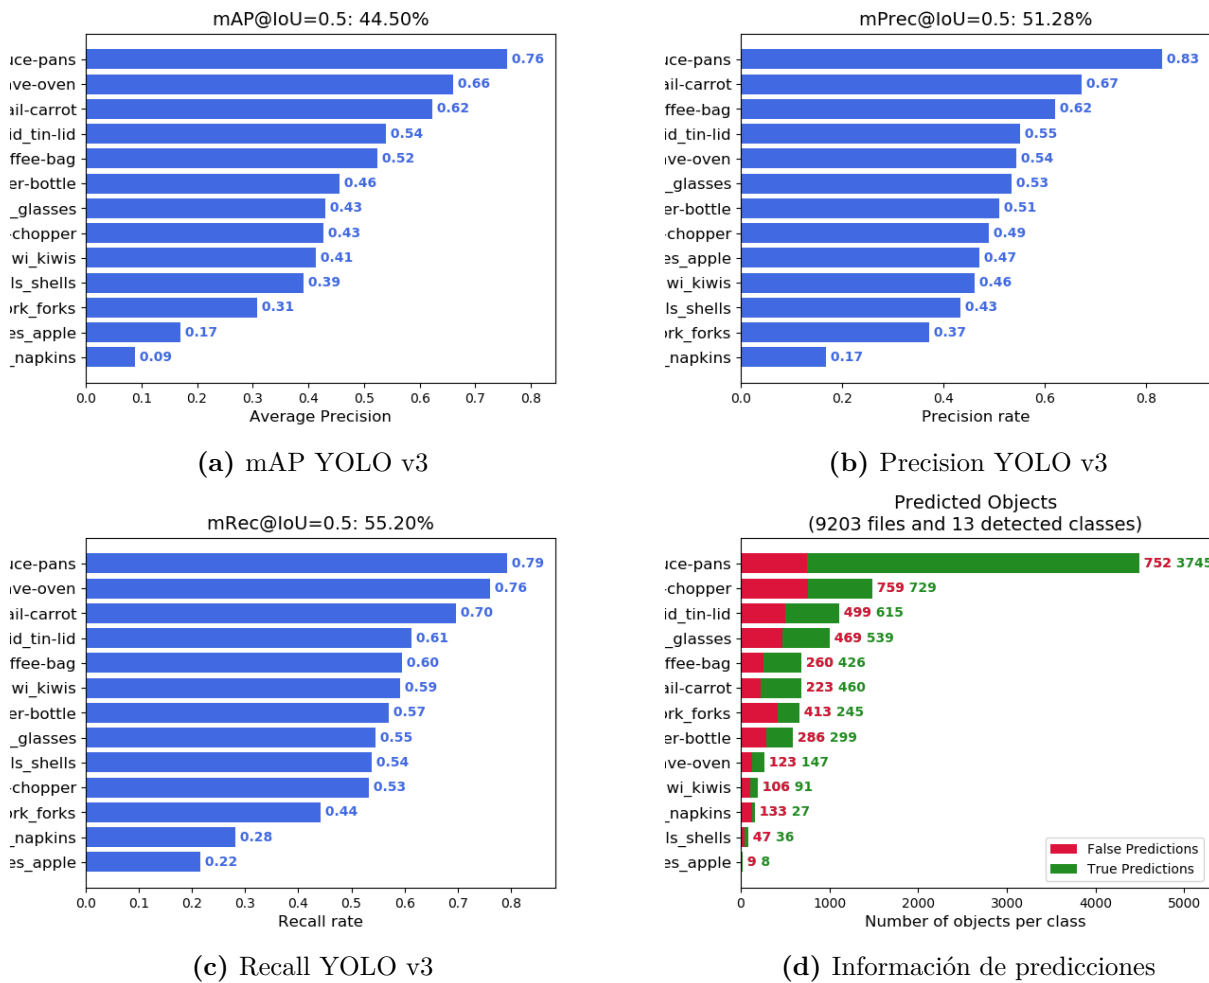 mAP@IoU=0.5: 44.50%
uce-pans 0.76
ave-oven 0.66
ail-carrot 0.62
id_tin-lid 0.54
ffee-bag 0.52
er-bottle 0.46
_glasses 0.43
-chopper 0.43
wi_kiwis 0.41
lls_shells 0.39
ork_forks 0.31
es_apple 0.17
_napkins 0.09
0.0 0.1 0.2 0.3 0.4 0.5 0.6 0.7 0.8
Average Precision
(a) mAP YOLO v3
mPrec@IoU=0.5: 51.28%
uce-pans 0.83
ail-carrot 0.67
ffee-bag 0.62
id_tin-lid 0.55
ave-oven 0.54
_glasses 0.53
er-bottle 0.51
-chopper 0.49
es_apple 0.47
wi_kiwis 0.46
lls_shells 0.43
ork_forks 0.37
_napkins 0.17
0.0 0.2 0.4 0.6 0.8
Precision rate
(b) Precision YOLO v3
mRec@IoU=0.5: 55.20%
uce-pans 0.79
ave-oven 0.76
ail-carrot 0.70
id_tin-lid 0.61
ffee-bag 0.60
wi_kiwis 0.59
er-bottle 0.57
_glasses 0.55
lls_shells 0.54
-chopper 0.53
ork_forks 0.44
_napkins 0.28
es_apple 0.22
0.0 0.1 0.2 0.3 0.4 0.5 0.6 0.7 0.8
Recall rate
(c) Recall YOLO v3
Predicted Objects
(9203 files and 13 detected classes)
uce-pans 752 3745
-chopper 759 729
id_tin-lid 499 615
_glasses 469 539
ffee-bag 260 426
ail-carrot 223 460
ork_forks 413 245
er-bottle 286 299
ave-oven 123 147
wi_kiwis 106 91
_napkins 133 27
lls_shells 47 36
es_apple 9 8
False Predictions
True Predictions
0 1000 2000 3000 4000 5000
Number of objects per class
(d) Información de predicciones